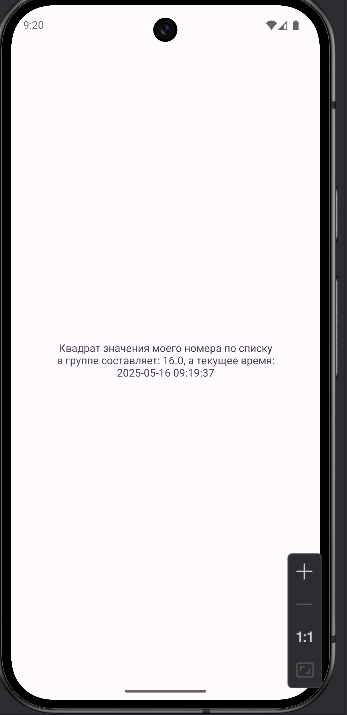 9:20
Квадрат значения моего номера по списку
в группе составляет: 16.0, а текущее время:
2025-05-16 09:19:37
1:1